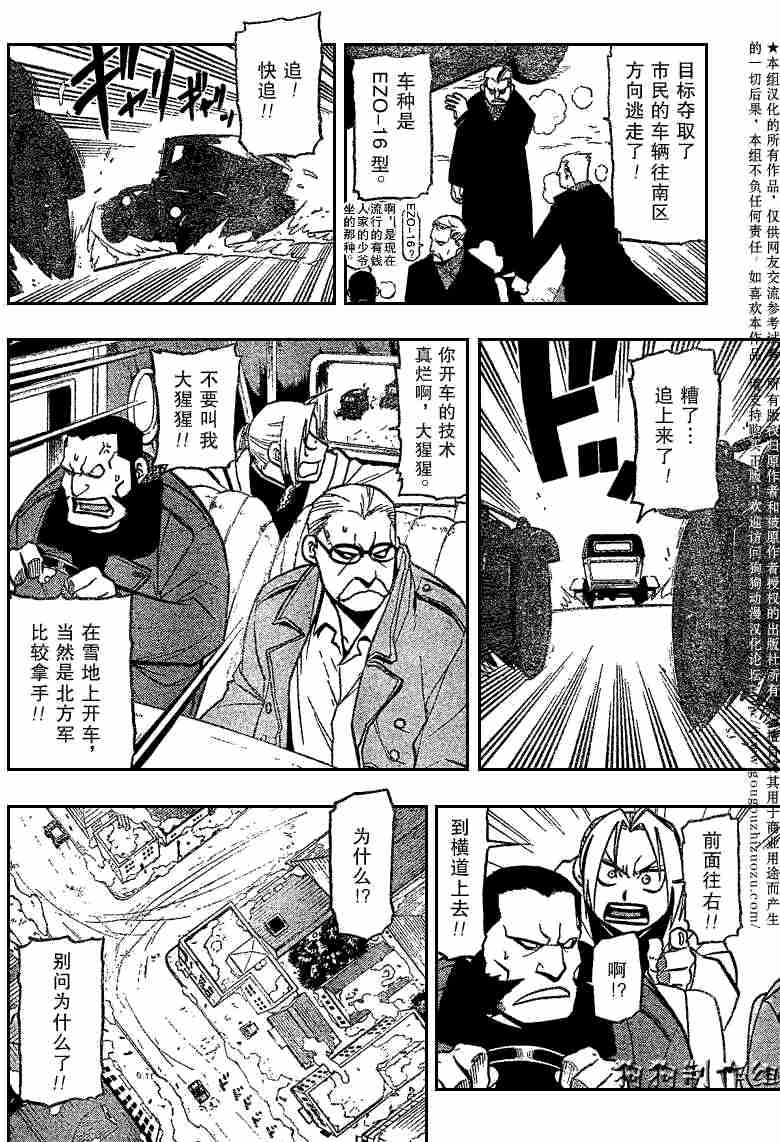 目标夺取了
市民的车辆往南区
方向逃走了！
车种是
EZO-16型。
EZO-16?
啊，是现在
流行的有钱
人家的少爷
坐的那种。
追！
快追!!
糟了…
追上来了！
你开车的技术
真烂啊，大猩猩。
不要叫我
大猩猩!!
在雪地上开车，
当然是北方军
比较拿手!!
前面往右!!
啊!?
到横道上去!!
为什么!?
别问为什么了!!
狗狗制作组
★本组汉化的所有作品，仅供网友交流参考
的一切后果，本组不负任何责任。如喜欢本作品